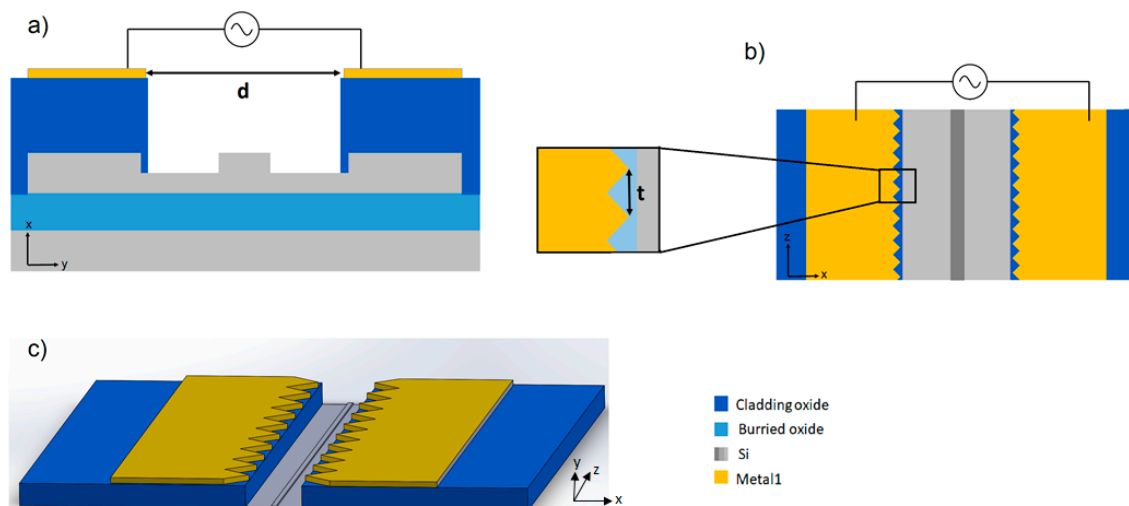 a)
d
x
y
b)
t
z
x
c)
y
z
x
Cladding oxide
Burried oxide
Si
Metal1